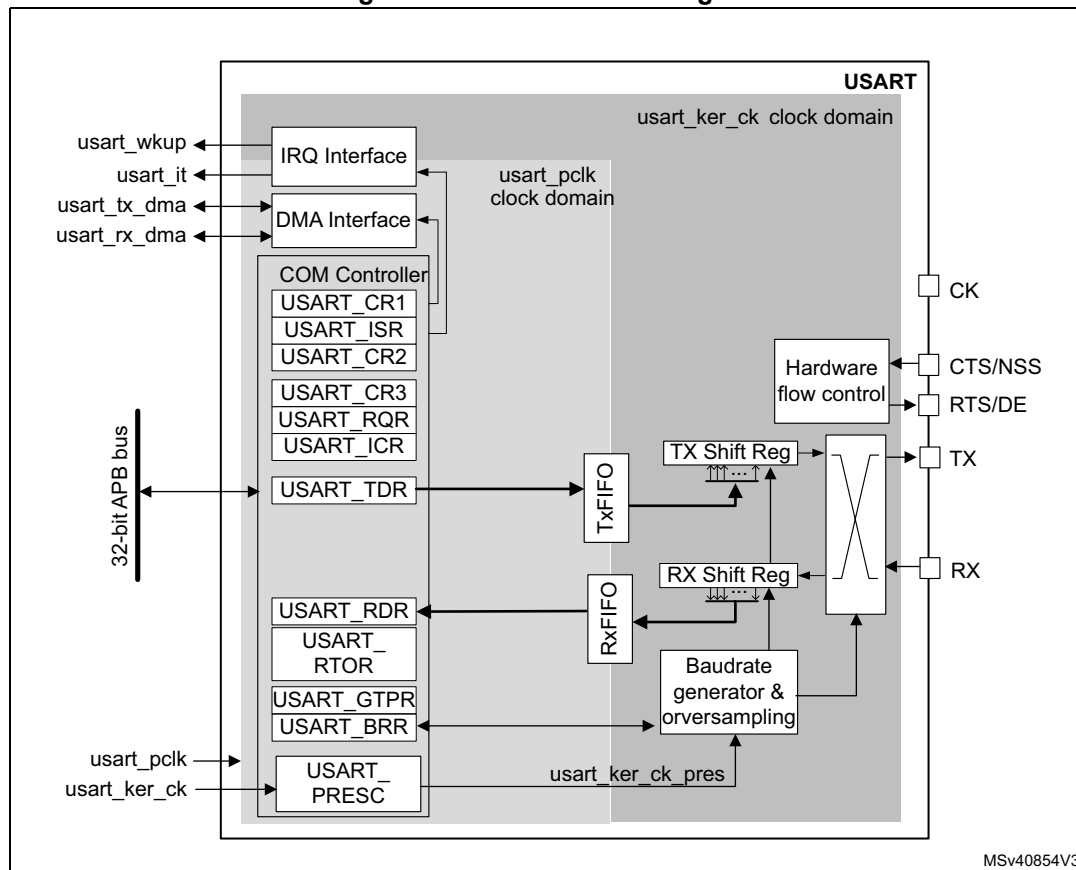 USART
usart_ker_ck clock domain
usart_wkup
IRQ Interface
usart_it
usart_pclk
clock domain
usart_tx_dma
DMA Interface
usart_rx_dma
COM Controller
USART_CR1
USART_ISR
USART_CR2
USART_CR3
USART_RQR
USART_ICR
USART_TDR
32-bit APB bus
TxFIFO
TX Shift Reg
...
Hardware
flow control
CK
CTS/NSS
RTS/DE
TX
RX
RX Shift Reg
...
RxFIFO
USART_RDR
USART_
RTOR
USART_GTPR
USART_BRR
Baudrate
generator &
orversampling
usart_pclk
usart_ker_ck
USART_
PRESC
usart_ker_ck_pres
MSv40854V3